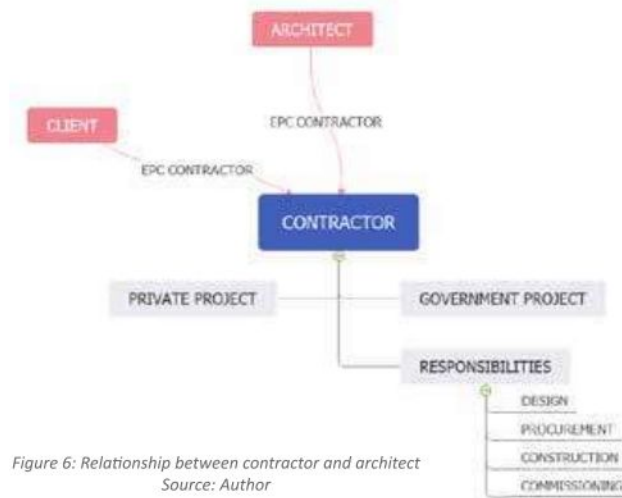 ARCHITECT
EPC CONTRACTOR
CLIENT
EPC CONTRACTOR
CONTRACTOR
PRIVATE PROJECT
GOVERNMENT PROJECT
RESPONSIBILITIES
DESIGN
PROCUREMENT
CONSTRUCTION
COMMISSIONING
Figure 6: Relationship between contractor and architect
Source: Author